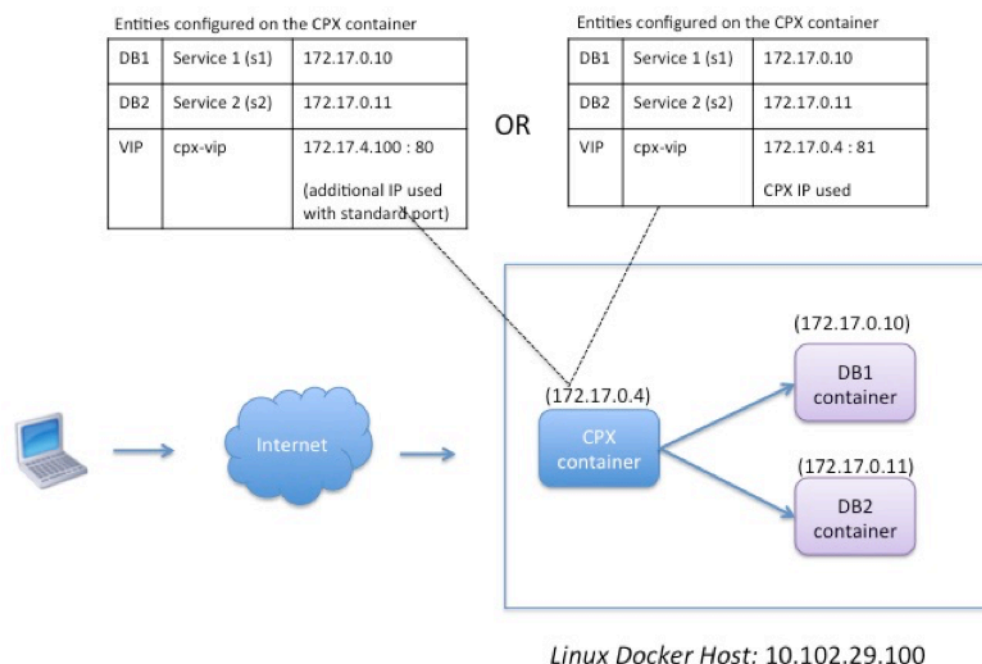 Entities configured on the CPX container
DB1 Service 1 (s1) 172.17.0.10
DB2 Service 2 (s2) 172.17.0.11
VIP cpx-vip 172.17.4.100 : 80
(additional IP used
with standard port)
OR
Entities configured on the CPX container
DB1 Service 1 (s1) 172.17.0.10
DB2 Service 2 (s2) 172.17.0.11
VIP cpx-vip 172.17.0.4 : 81
CPX IP used
Internet
(172.17.0.4)
CPX
container
(172.17.0.10)
DB1
container
(172.17.0.11)
DB2
container
Linux Docker Host: 10.102.29.100